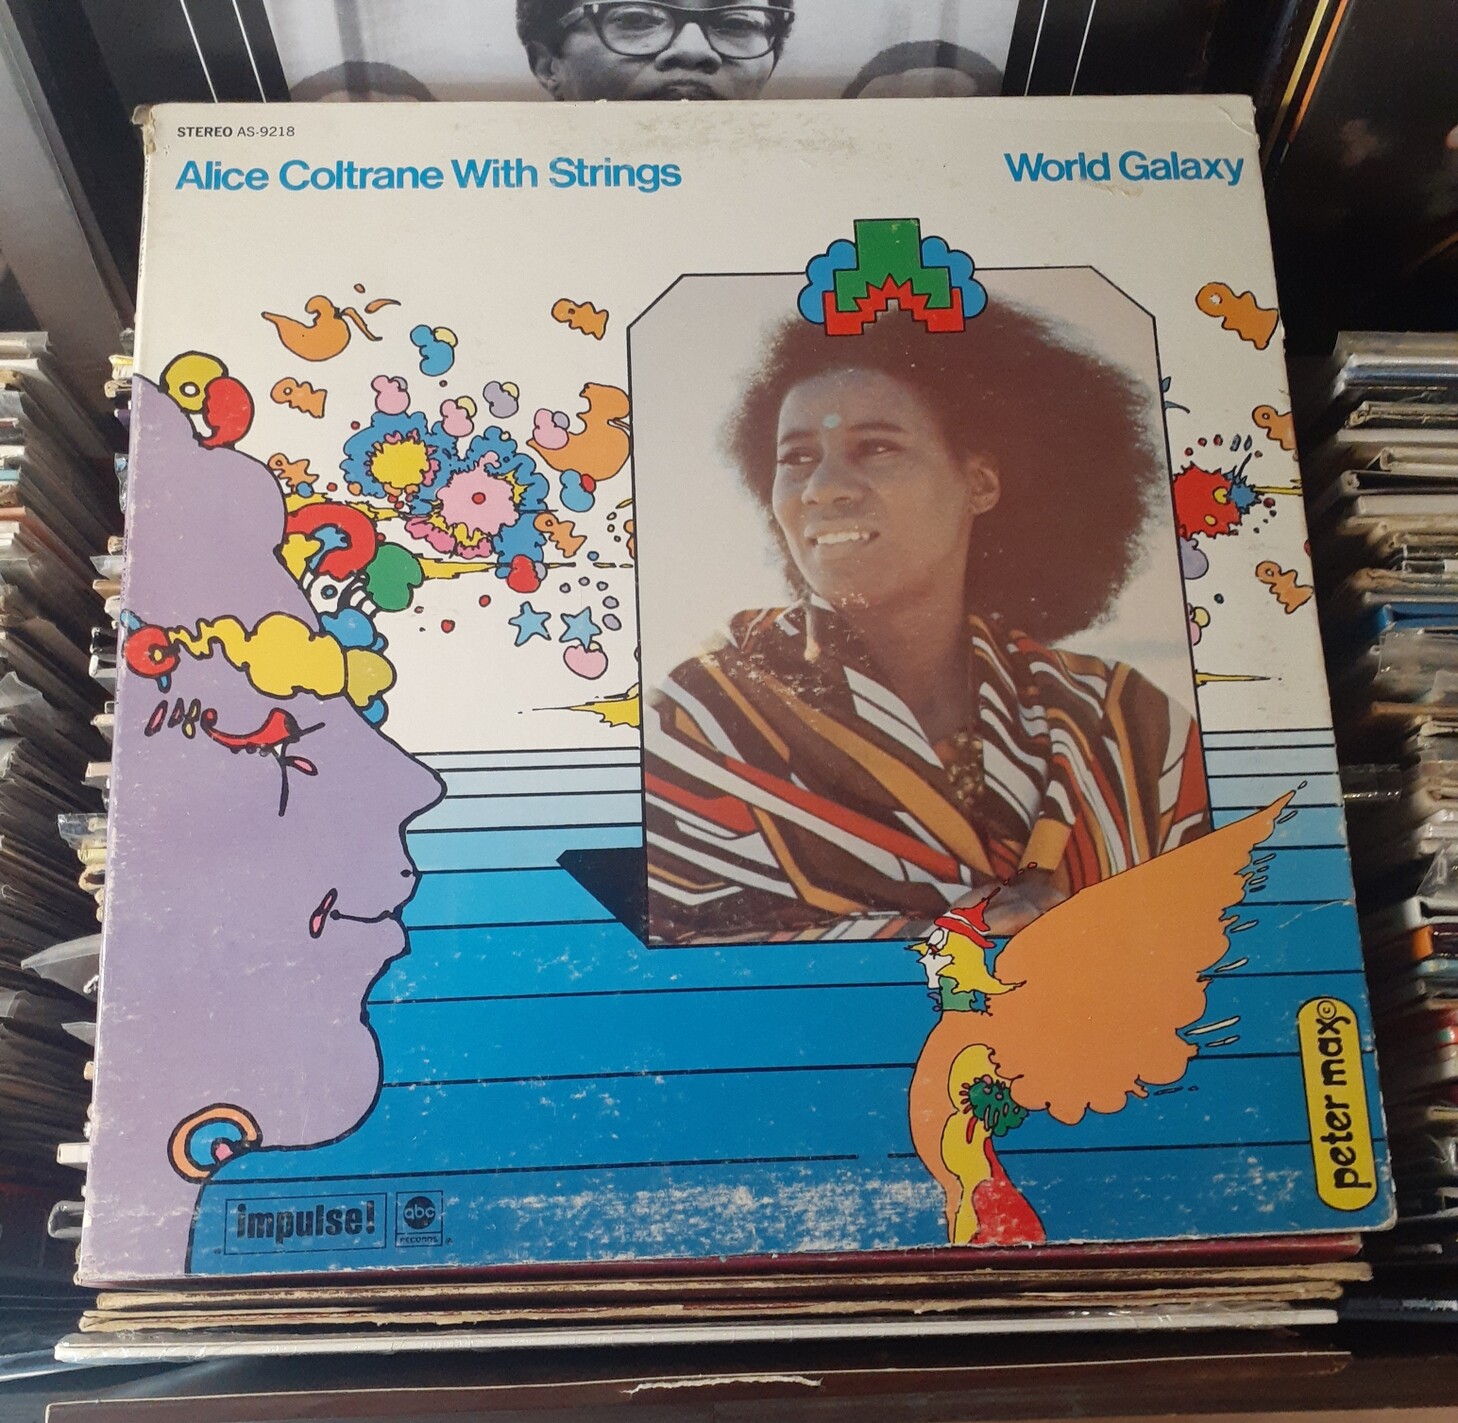 STEREO AS-9218
Alice Coltrane With Strings
World Galaxy
peter max©
impulse!
abc
RECORDS